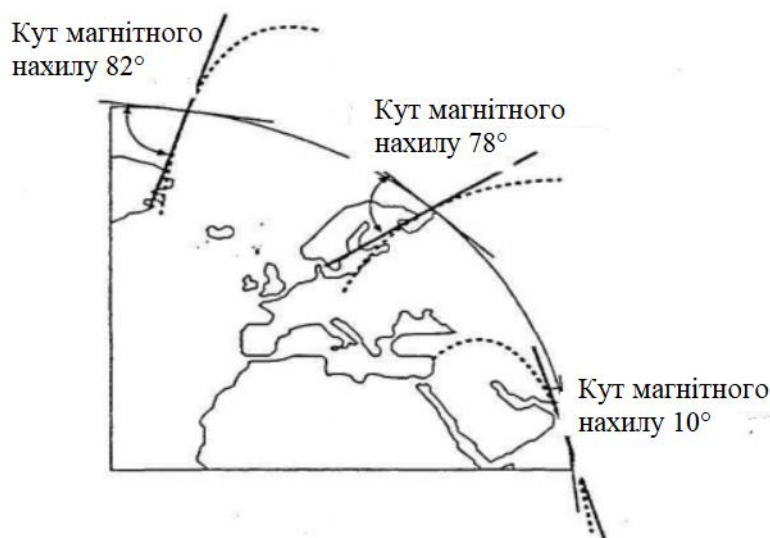 Кут магнітного
нахилу 82°
Кут магнітного
нахилу 78°
Кут магнітного
нахилу 10°